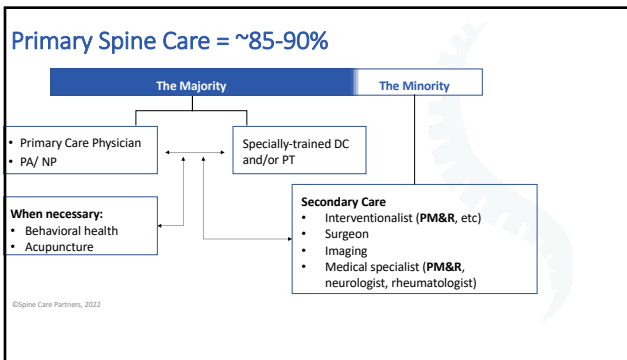 Primary Spine Care = ~85-90%
The Majority
The Minority
• Primary Care Physician
• PA/ NP
Specially-trained DC
and/or PT
When necessary:
• Behavioral health
• Acupuncture
Secondary Care
• Interventionalist (PM&R, etc)
• Surgeon
• Imaging
• Medical specialist (PM&R,
neurologist, rheumatologist)
©Spine Care Partners, 2022